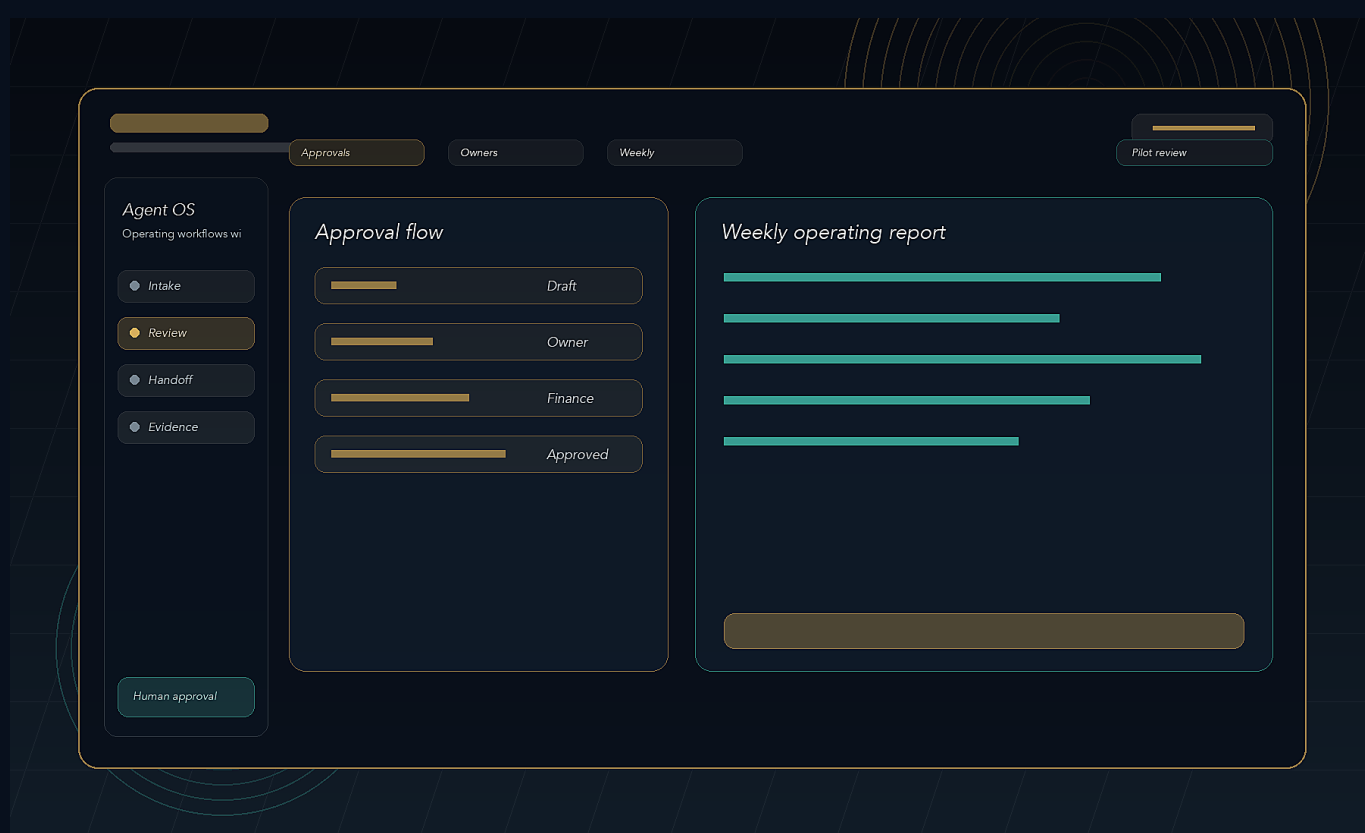 Approvals
Owners
Weekly
Pilot review
Agent OS
Operating workflows wi
Intake
Review
Handoff
Evidence
Human approval
Approval flow
Draft
Owner
Finance
Approved
Weekly operating report